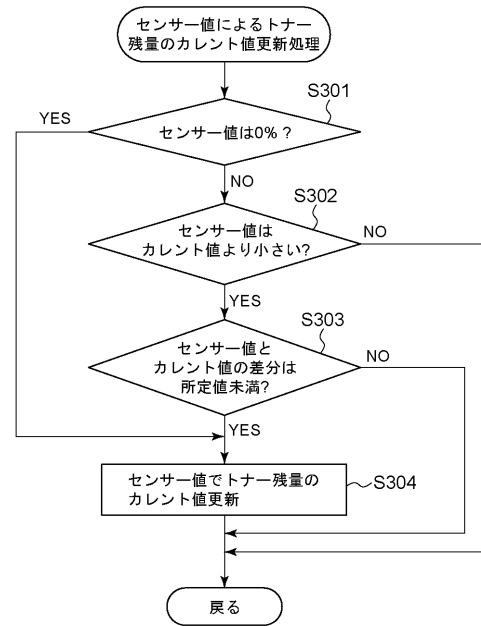 センサー値によるトナー
残量のカレント値更新処理
S301
YES
センサー値は0%?
NO
S302
センサー値は
カレント値より小さい?
NO
YES
S303
センサー値と
カレント値の差分は
所定値未満?
NO
YES
センサー値でトナー残量の
カレント値更新
S304
戻る